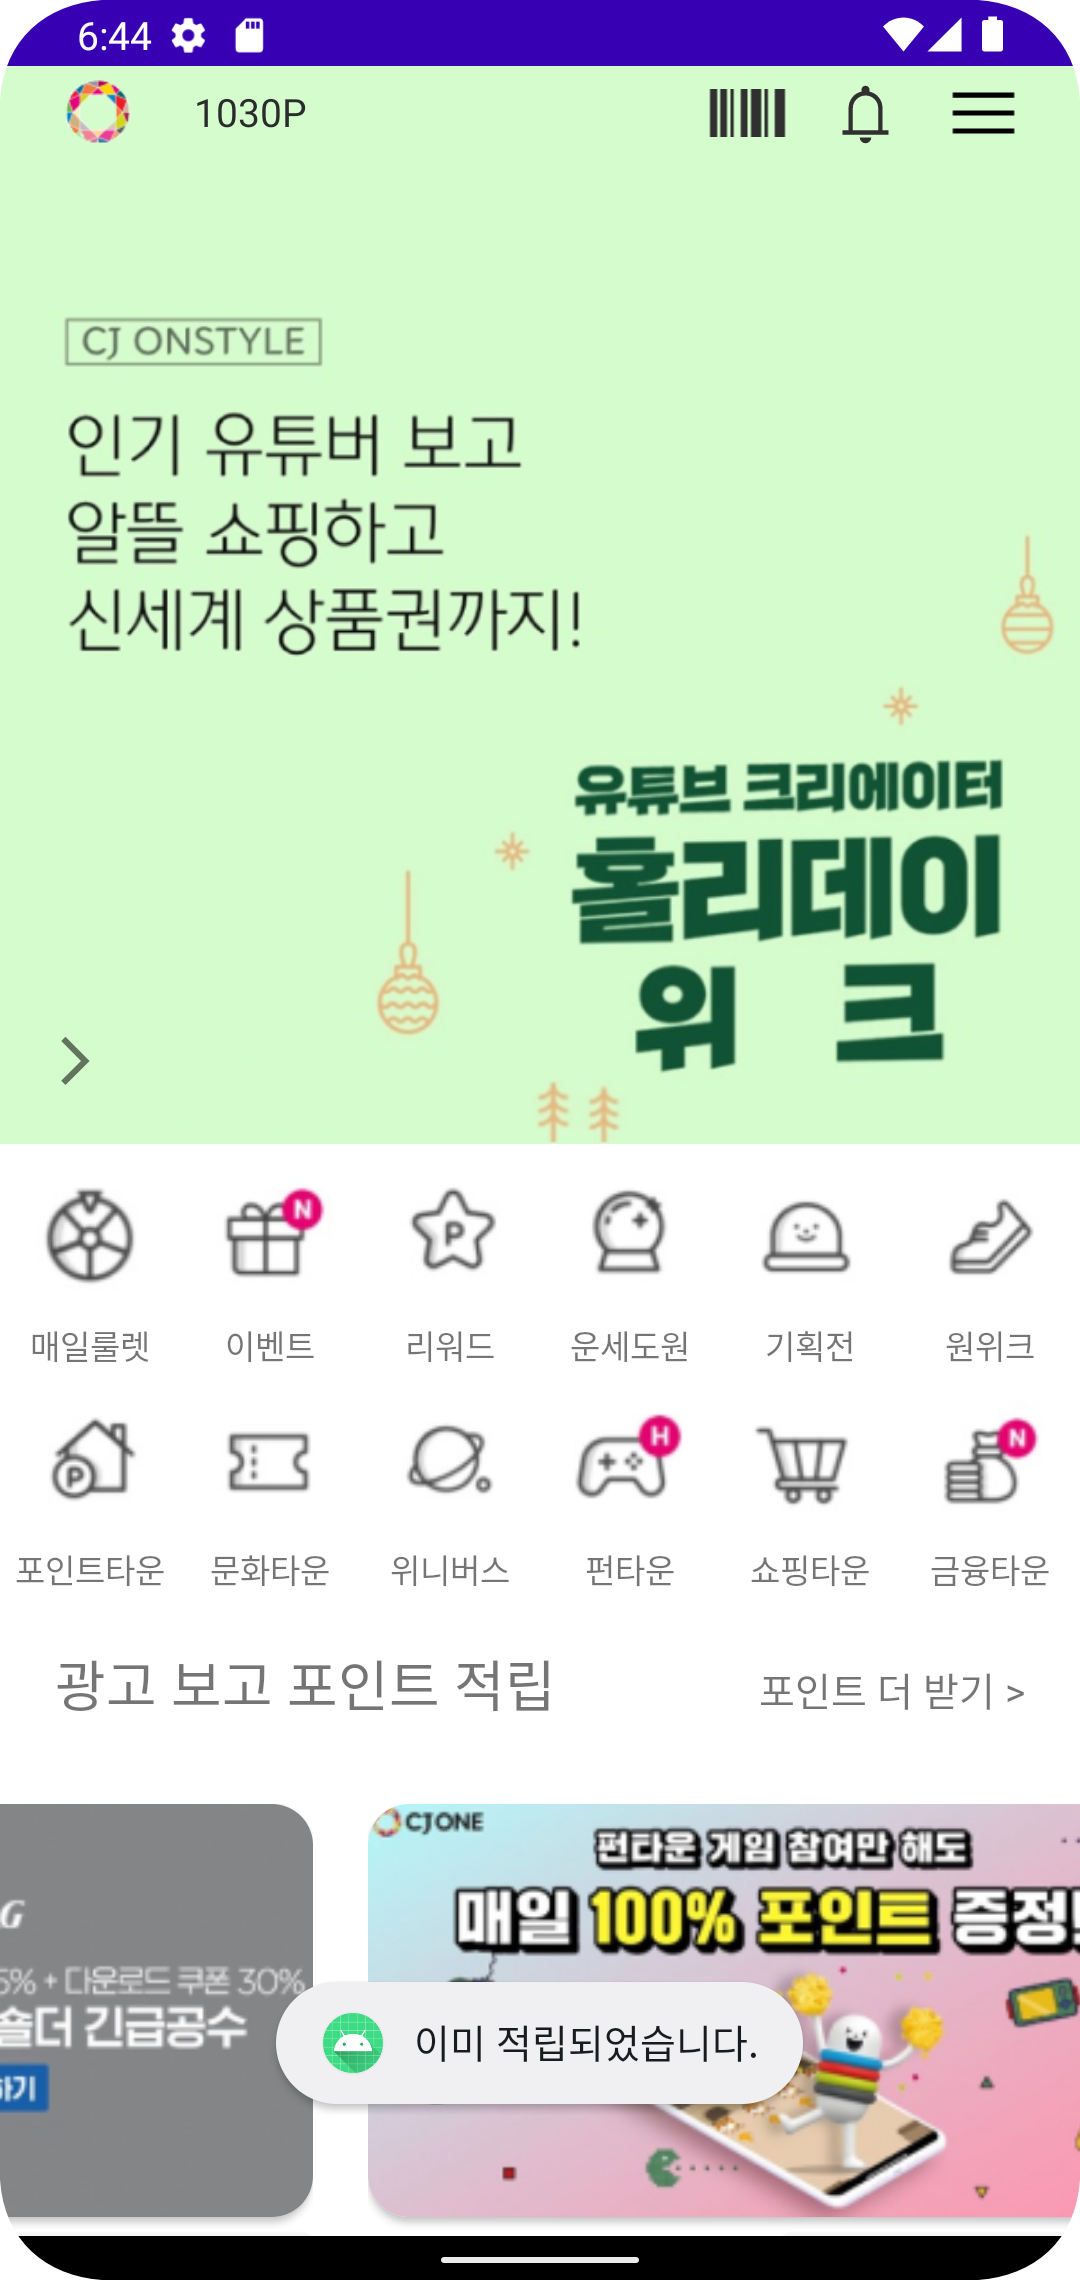 6:44
1030P
CJ ONSTYLE
인기 유튜버 보고
알뜰 쇼핑하고
신세계 상품권까지!
유튜브 크리에이터
홀리데이
위 크
N
P
매일룰렛 이벤트 리워드 운세도원 기획전 원위크
P
H
N
포인트타운 문화타운 위니버스 펀타운 쇼핑타운 금융타운
광고 보고 포인트 적립
포인트 더 받기 >
G
5% + 다운로드 쿠폰 30%
숄더 긴급공수
하기
CJ ONE
펀타운 게임 참여만 해도
매일 100% 포인트 증정!
이미 적립되었습니다.